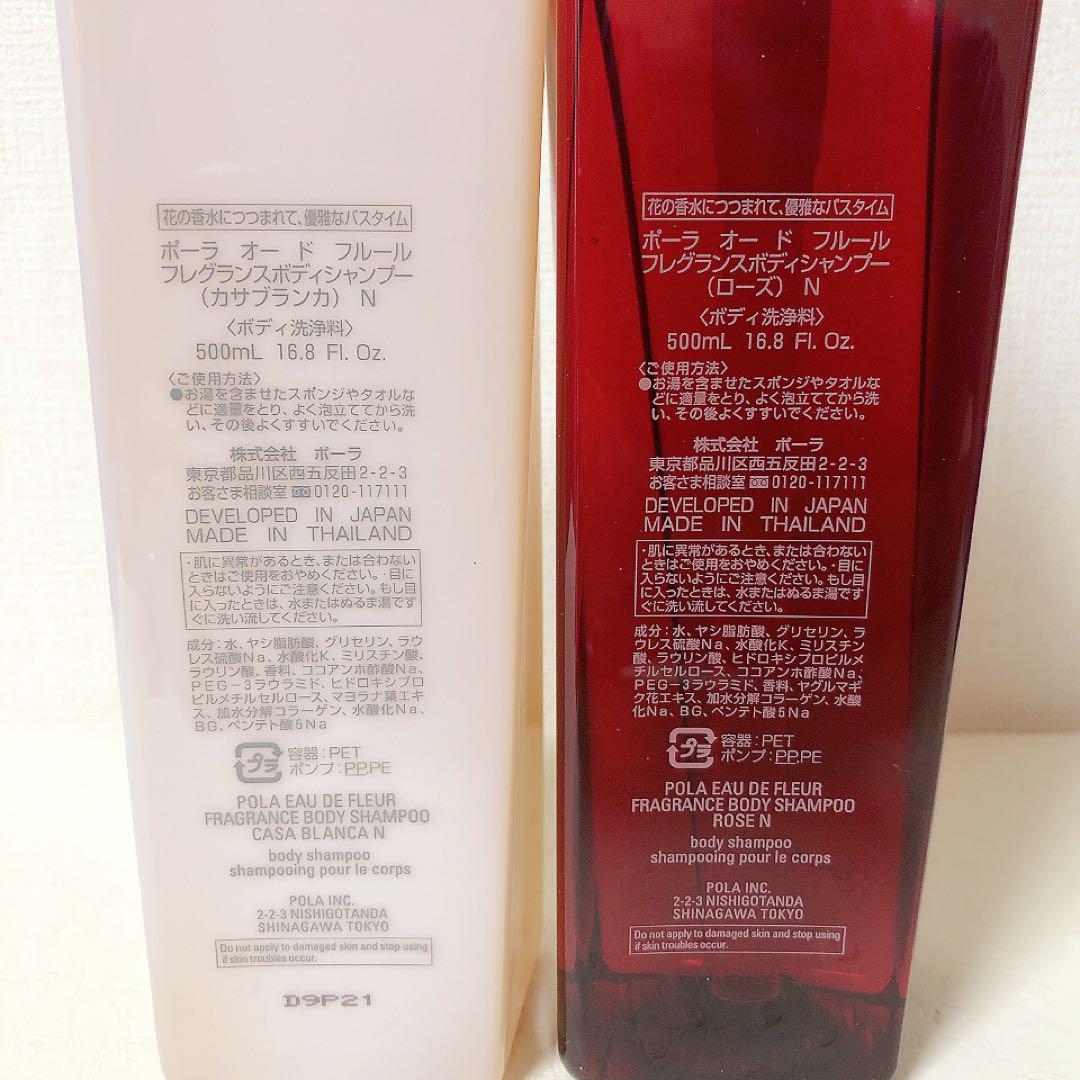 花の香水につつまれて、優雅なバスタイム
ポーラ オード フルール
フレグランスボディシャンプー
（カサブランカ） N
〈ボディ洗浄料〉
500mL 16.8 Fl. Oz.
〈ご使用方法〉
●お湯を含ませたスポンジやタオルな
どに適量をとり、よく泡立ててから洗
い、その後よくすすいでください。
株式会社 ポーラ
東京都品川区西五反田2-2-3
お客さま相談室 0120-117111
DEVELOPED IN JAPAN
MADE IN THAILAND
・肌に異常があるとき、または合わない
ときはご使用をおやめください。・目に
入らないようにご注意ください。もし目
に入ったときは、水またはぬるま湯です
ぐに洗い流してください。
成分：水、ヤシ脂肪酸、グリセリン、ラウ
レス硫酸Na、水酸化K、ミリスチン酸、
ラウリン酸、香料、ココアンホ酢酸Na、
PEG－3ラウラミド、ヒドロキシプロ
ピルメチルセルロース、マヨラナ葉エキ
ス、加水分解コラーゲン、水酸化Na、
BG、ペンテト酸5Na
プラ
容器：PET
ポンプ：PP,PE
POLA EAU DE FLEUR
FRAGRANCE BODY SHAMPOO
CASA BLANCA N
body shampoo
shampooing pour le corps
POLA INC.
2-2-3 NISHIGOTANDA
SHINAGAWA TOKYO
Do not apply to damaged skin and stop using
if skin troubles occur.
D9P21
花の香水につつまれて、優雅なバスタイム
ポーラ オード フルール
フレグランスボディシャンプー
（ローズ） N
〈ボディ洗浄料〉
500mL 16.8 Fl. Oz.
〈ご使用方法〉
●お湯を含ませたスポンジやタオルな
どに適量をとり、よく泡立ててから洗
い、その後よくすすいでください。
株式会社 ポーラ
東京都品川区西五反田2-2-3
お客さま相談室 0120-117111
DEVELOPED IN JAPAN
MADE IN THAILAND
・肌に異常があるとき、または合わない
ときはご使用をおやめください。・目に
入らないようにご注意ください。もし目
に入ったときは、水またはぬるま湯です
ぐに洗い流してください。
成分：水、ヤシ脂肪酸、グリセリン、ラ
ウレス硫酸Na、水酸化K、ミリスチン
酸、ラウリン酸、ヒドロキシプロピルメ
チルセルロース、ココアンホ酢酸Na、
PEG－3ラウラミド、香料、ヤグルマギ
ク花エキス、加水分解コラーゲン、水酸
化Na、BG、ペンテト酸5Na
プラ
容器：PET
ポンプ：PP,PE
POLA EAU DE FLEUR
FRAGRANCE BODY SHAMPOO
ROSE N
body shampoo
shampooing pour le corps
POLA INC.
2-2-3 NISHIGOTANDA
SHINAGAWA TOKYO
Do not apply to damaged skin and stop using
if skin troubles occur.